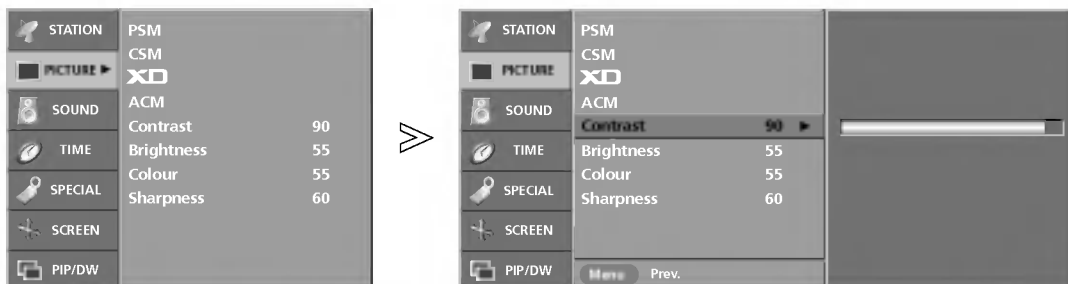 STATION
PICTURE ►
SOUND
TIME
SPECIAL
SCREEN
PIP/DW
PSM
CSM
XD
ACM
Contrast 90
Brightness 55
Colour 55
Sharpness 60
STATION
PICTURE
SOUND
TIME
SPECIAL
SCREEN
PIP/DW
PSM
CSM
XD
ACM
Contrast 90 ►
Brightness 55
Colour 55
Sharpness 60
Menu Prev.